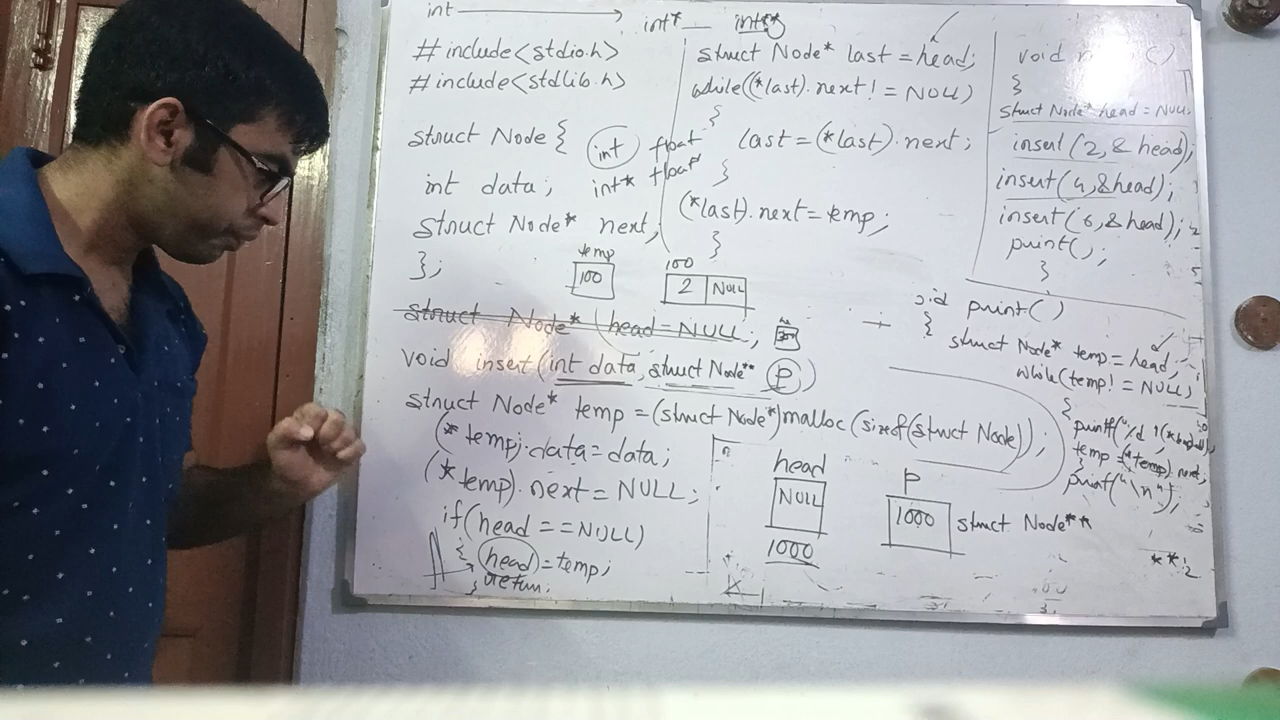 int int* int**
#include<stdio.h>
#include<stdlib.h>
struct Node {
int float
int data;
int* float*
struct Node* next;
};
temp
100
100
2 NULL
struct Node* head=NULL;
void insert(int data, struct Node** P)
struct Node* temp = (struct Node*)malloc(sizeof(struct Node));
(*temp).data=data;
(*temp).next=NULL;
if(head==NULL)
{
head=temp;
return;
}
struct Node* last=head;
while((*last).next!=NULL)
{
last=(*last).next;
}
(*last).next=temp;
}
head
NULL
1000
P
1000 struct Node**
void ()
{
struct Node* head=NULL;
insert(2,&head);
insert(4,&head);
insert(6,&head);
print();
}
void print()
{
struct Node* temp=head;
while(temp!=NULL)
{
printf("%d
temp =(*temp).next;
}
printf("\n");